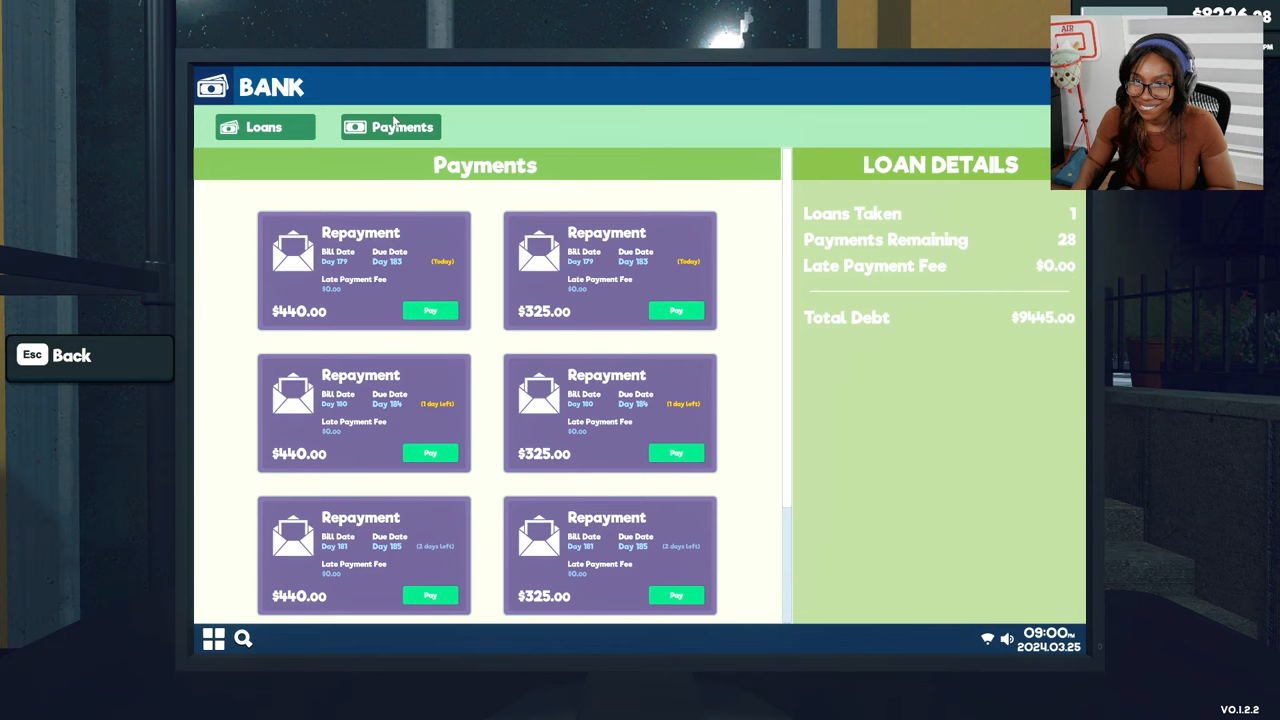 BANK
Loans
Payments
Payments
Repayment
Bill Date Due Date
Day 179 Day 183 (Today)
Late Payment Fee
$0.00
$440.00 Pay
Repayment
Bill Date Due Date
Day 179 Day 183 (Today)
Late Payment Fee
$0.00
$325.00 Pay
Repayment
Bill Date Due Date
Day 180 Day 184 (1 day left)
Late Payment Fee
$0.00
$440.00 Pay
Repayment
Bill Date Due Date
Day 180 Day 184 (1 day left)
Late Payment Fee
$0.00
$325.00 Pay
Repayment
Bill Date Due Date
Day 181 Day 185 (2 days left)
Late Payment Fee
$0.00
$440.00 Pay
Repayment
Bill Date Due Date
Day 181 Day 185 (2 days left)
Late Payment Fee
$0.00
$325.00 Pay
LOAN DETAILS
Loans Taken 1
Payments Remaining 28
Late Payment Fee $0.00
Total Debt $9445.00
AIR
Esc Back
09:00PM
2024.03.25
V0.1.2.2